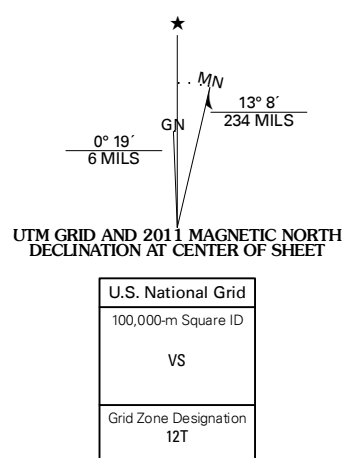 ★
MN
13° 8´
234 MILS
GN
0° 19´
6 MILS
UTM GRID AND 2011 MAGNETIC NORTH
DECLINATION AT CENTER OF SHEET
U.S. National Grid
100,000-m Square ID
VS
Grid Zone Designation
12T